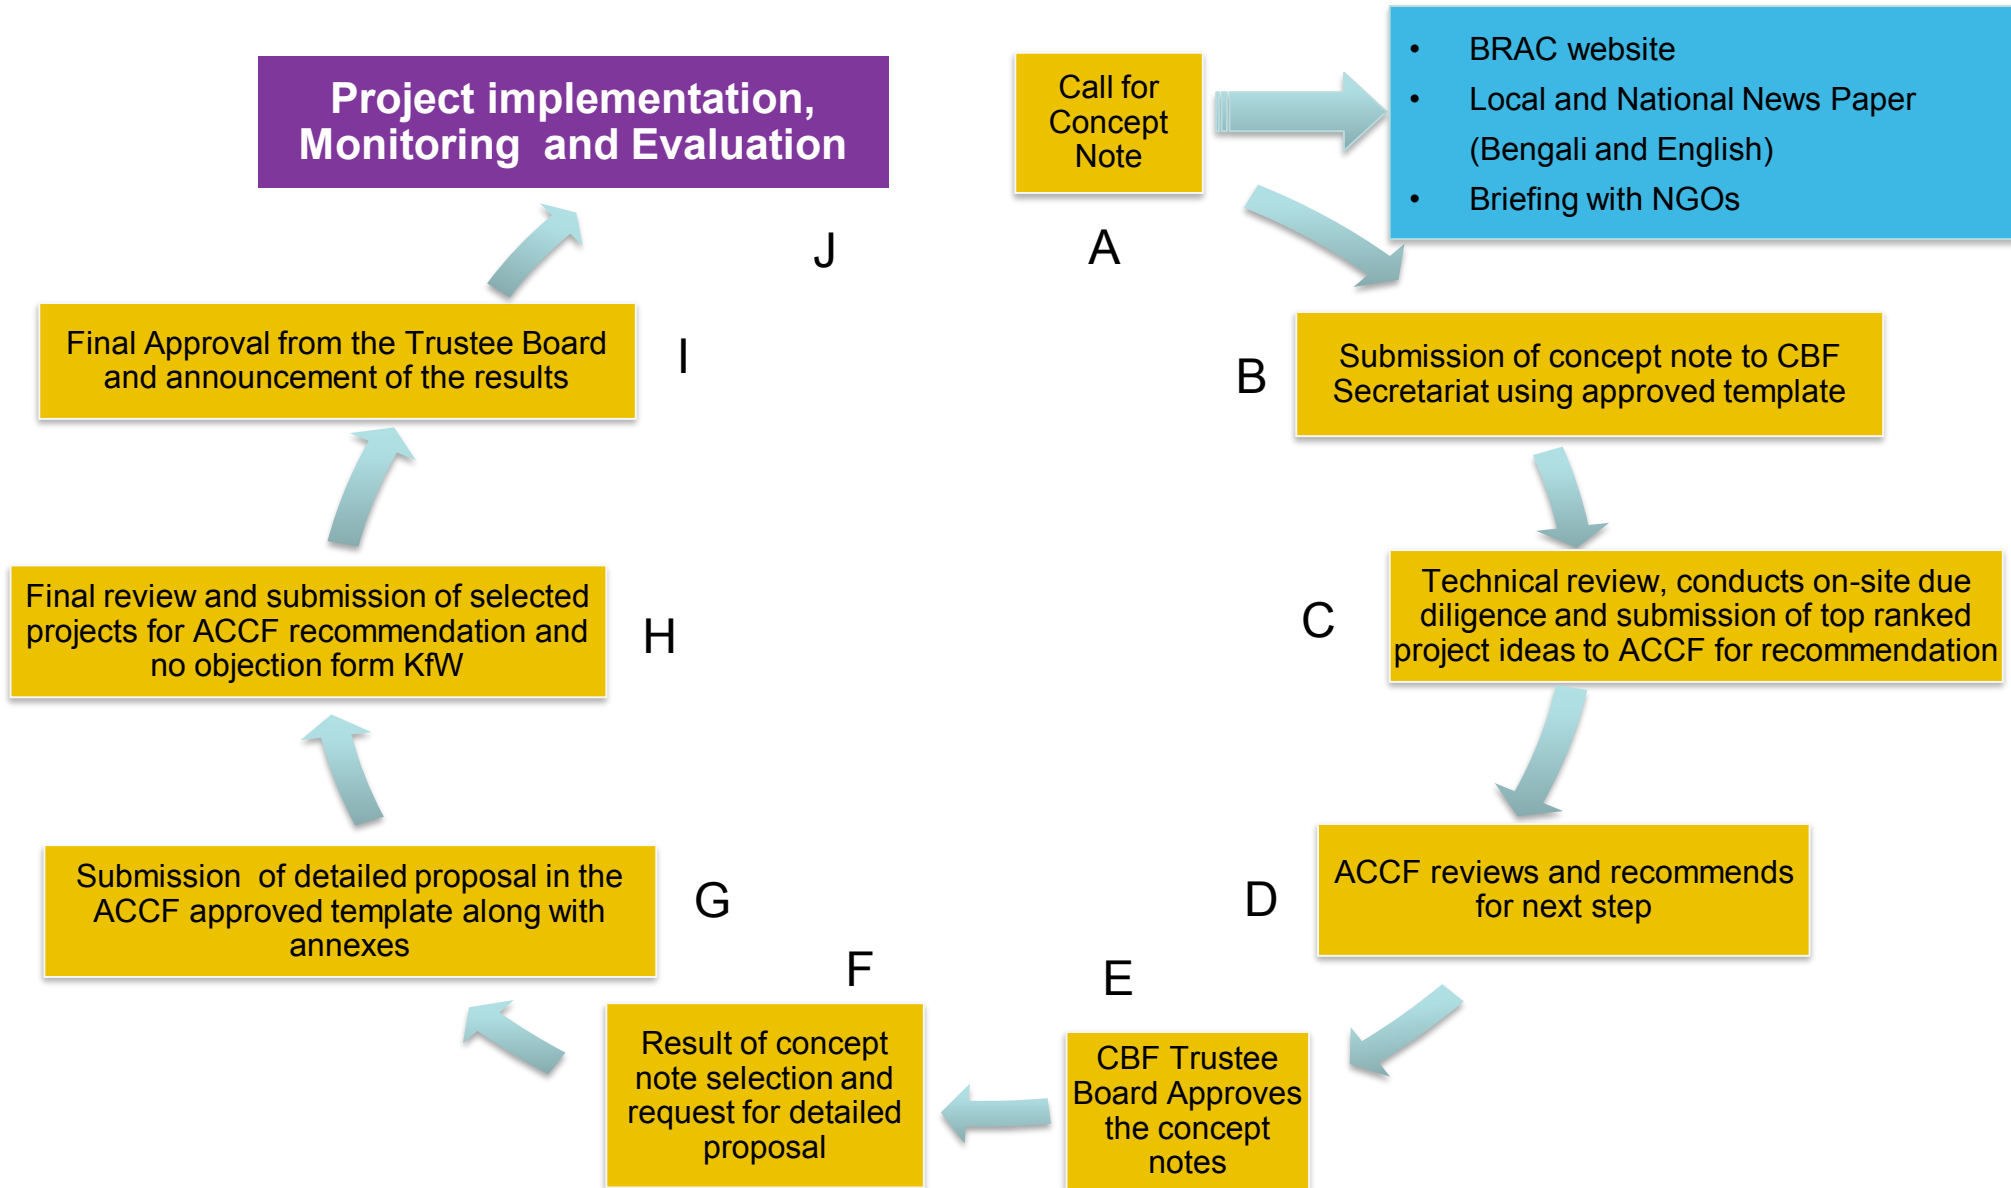 Call for
Concept
Note
• BRAC website
• Local and National News Paper
(Bengali and English)
• Briefing with NGOs
A
B
Submission of concept note to CBF
Secretariat using approved template
C
Technical review, conducts on-site due
diligence and submission of top ranked
project ideas to ACCF for recommendation
D
ACCF reviews and recommends
for next step
E
CBF Trustee
Board Approves
the concept
notes
F
Result of concept
note selection and
request for detailed
proposal
G
Submission  of detailed proposal in the
ACCF approved template along with
annexes
H
Final review and submission of selected
projects for ACCF recommendation and
no objection form KfW
I
Final Approval from the Trustee Board
and announcement of the results
J
Project implementation,
Monitoring  and Evaluation